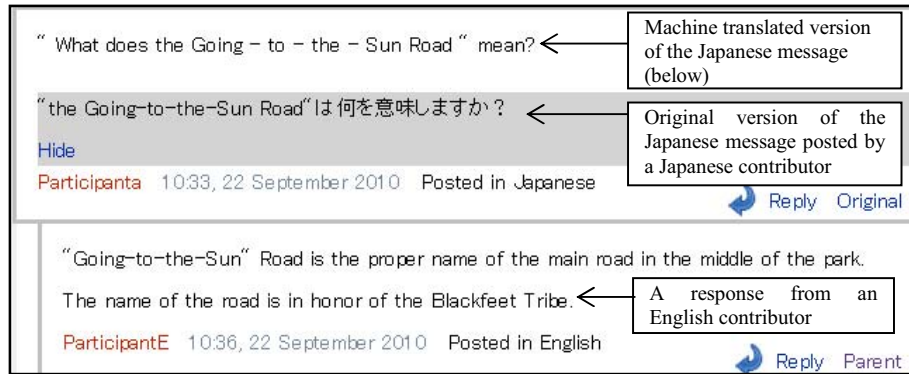 “ What does the Going - to - the - Sun Road “ mean?
Machine translated version
of the Japanese message
(below)
“the Going-to-the-Sun Road“は何を意味しますか？
Original version of the
Japanese message posted by
a Japanese contributor
Hide
Participanta 10:33, 22 September 2010 Posted in Japanese
Reply Original
“Going-to-the-Sun“ Road is the proper name of the main road in the middle of the park.
The name of the road is in honor of the Blackfeet Tribe.
A response from an
English contributor
ParticipantE 10:36, 22 September 2010 Posted in English
Reply Parent